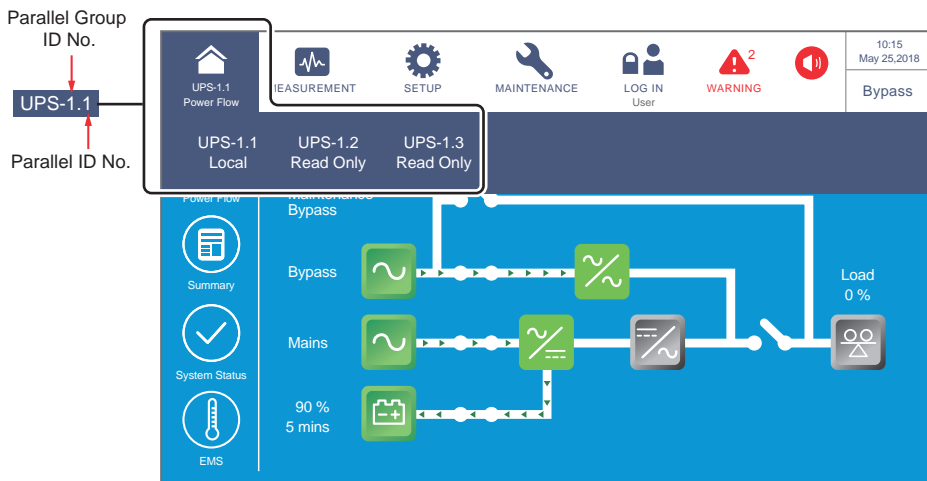 Parallel Group
ID No.
UPS-1.1
Parallel ID No.
UPS-1.1
Power Flow
MEASUREMENT
SETUP
MAINTENANCE
LOG IN
User
2
WARNING
10:15
May 25,2018
Bypass
UPS-1.1
Local
UPS-1.2
Read Only
UPS-1.3
Read Only
Power Flow
Summary
System Status
EMS
Maintenance
Bypass
Bypass
Mains
90 %
5 mins
Load
0 %